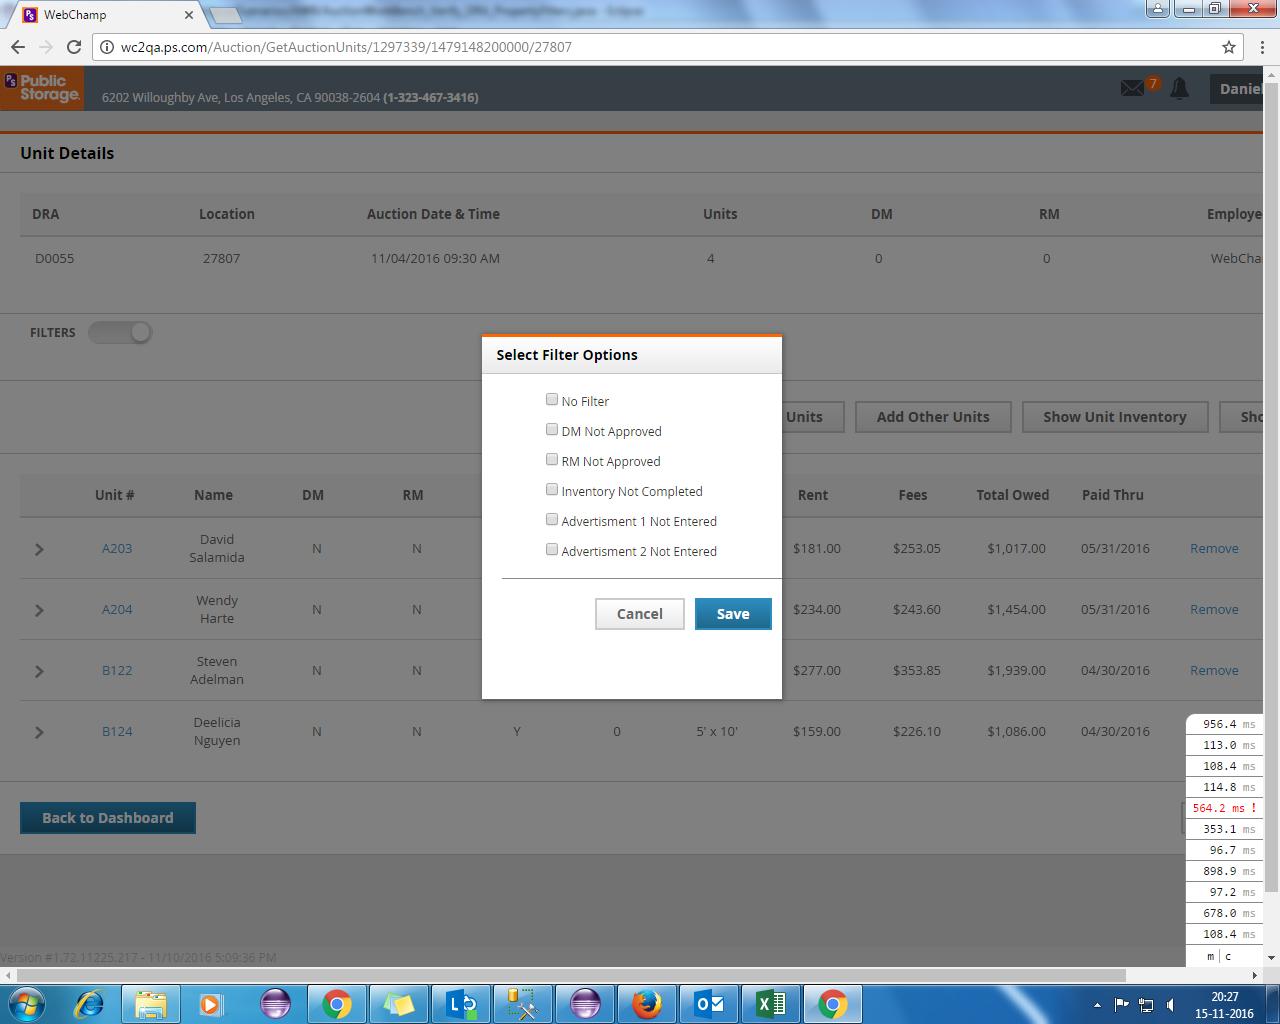 WebChamp
wc2qa.ps.com/Auction/GetAuctionUnits/1297339/1479148200000/27807
Public Storage.
6202 Willoughby Ave, Los Angeles, CA 90038-2604 (1-323-467-3416)
7
Daniel
Unit Details
DRA Location Auction Date & Time Units DM RM Employe
D0055 27807 11/04/2016 09:30 AM 4 0 0 WebCha
FILTERS
Select Filter Options
No Filter
DM Not Approved
RM Not Approved
Inventory Not Completed
Advertisment 1 Not Entered
Advertisment 2 Not Entered
Cancel Save
Units Add Other Units Show Unit Inventory Sho
Unit # Name DM RM Rent Fees Total Owed Paid Thru
A203 David Salamida N N $181.00 $253.05 $1,017.00 05/31/2016 Remove
A204 Wendy Harte N N $234.00 $243.60 $1,454.00 05/31/2016 Remove
B122 Steven Adelman N N $277.00 $353.85 $1,939.00 04/30/2016 Remove
B124 Deelicia Nguyen N N Y 0 5' x 10' $159.00 $226.10 $1,086.00 04/30/2016
Back to Dashboard
956.4 ms
113.0 ms
108.4 ms
114.8 ms
564.2 ms !
353.1 ms
96.7 ms
898.9 ms
97.2 ms
678.0 ms
108.4 ms
m | c
Version #1.72.11225.217 - 11/10/2016 5:09:36 PM
20:27
15-11-2016